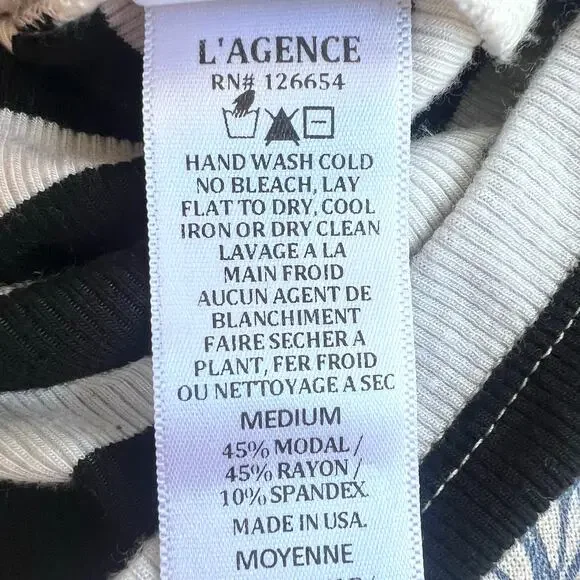 L'AGENCE
RN# 126654
HAND WASH COLD
NO BLEACH, LAY
FLAT TO DRY, COOL
IRON OR DRY CLEAN
LAVAGE A LA
MAIN FROID
AUCUN AGENT DE
BLANCHIMENT
FAIRE SECHER A
PLANT, FER FROID
OU NETTOYAGE A SEC
MEDIUM
45% MODAL /
45% RAYON /
10% SPANDEX
MADE IN USA.
MOYENNE